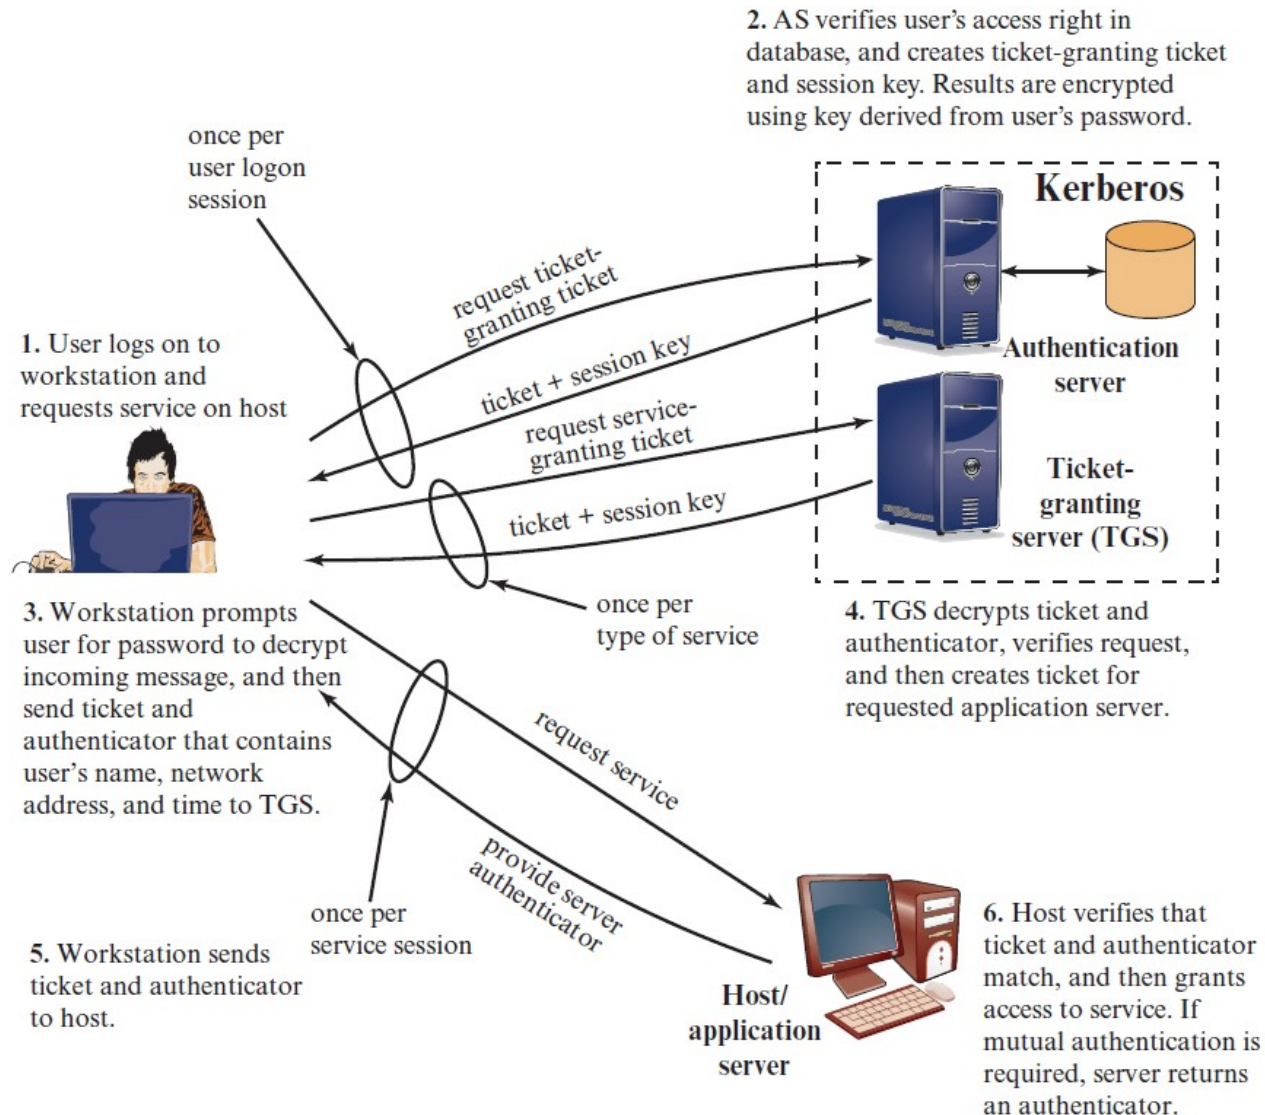 2. AS verifies user's access right in
database, and creates ticket-granting ticket
and session key. Results are encrypted
using key derived from user's password.
once per
user logon
session
Kerberos
request ticket-
granting ticket
1. User logs on to
workstation and
requests service on host
ticket + session key
Authentication
server
request service-
granting ticket
ticket + session key
Ticket-
granting
server (TGS)
once per
type of service
3. Workstation prompts
user for password to decrypt
incoming message, and then
send ticket and
authenticator that contains
user's name, network
address, and time to TGS.
4. TGS decrypts ticket and
authenticator, verifies request,
and then creates ticket for
requested application server.
request service
provide server
authenticator
once per
service session
5. Workstation sends
ticket and authenticator
to host.
Host/
application
server
6. Host verifies that
ticket and authenticator
match, and then grants
access to service. If
mutual authentication is
required, server returns
an authenticator.